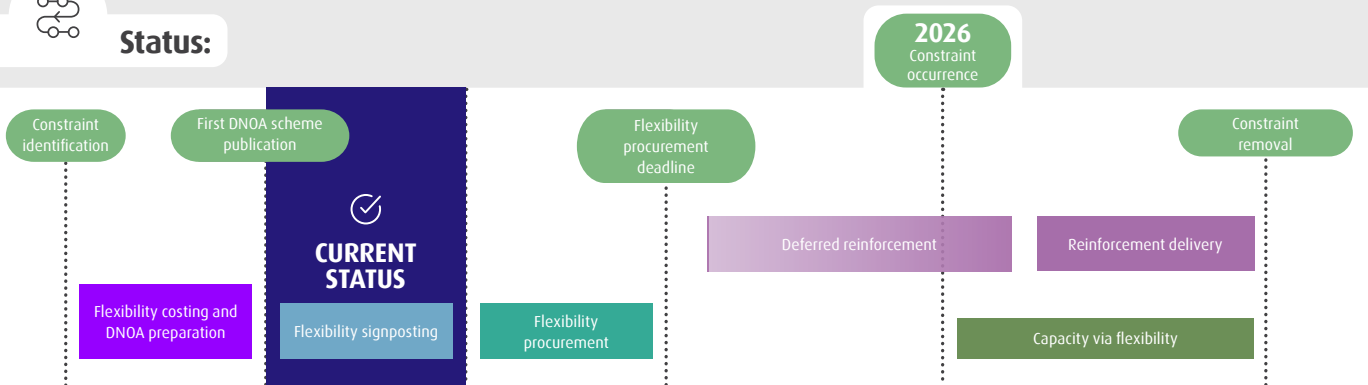 Status:
2026
Constraint
occurrence
Constraint
identification
First DNOA scheme
publication
Flexibility
procurement
deadline
Constraint
removal
CURRENT
STATUS
Deferred reinforcement
Reinforcement delivery
Flexibility costing and
DNOA preparation
Flexibility signposting
Flexibility
procurement
Capacity via flexibility